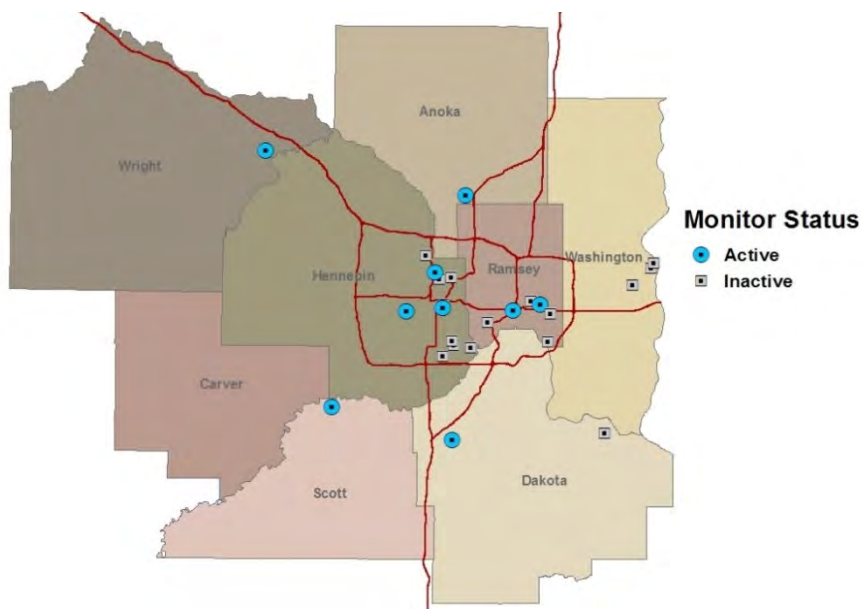 Anoka
Wright
Monitor Status
Hennepin
Ramsey
Washington
Active
Inactive
Carver
Scott
Dakota